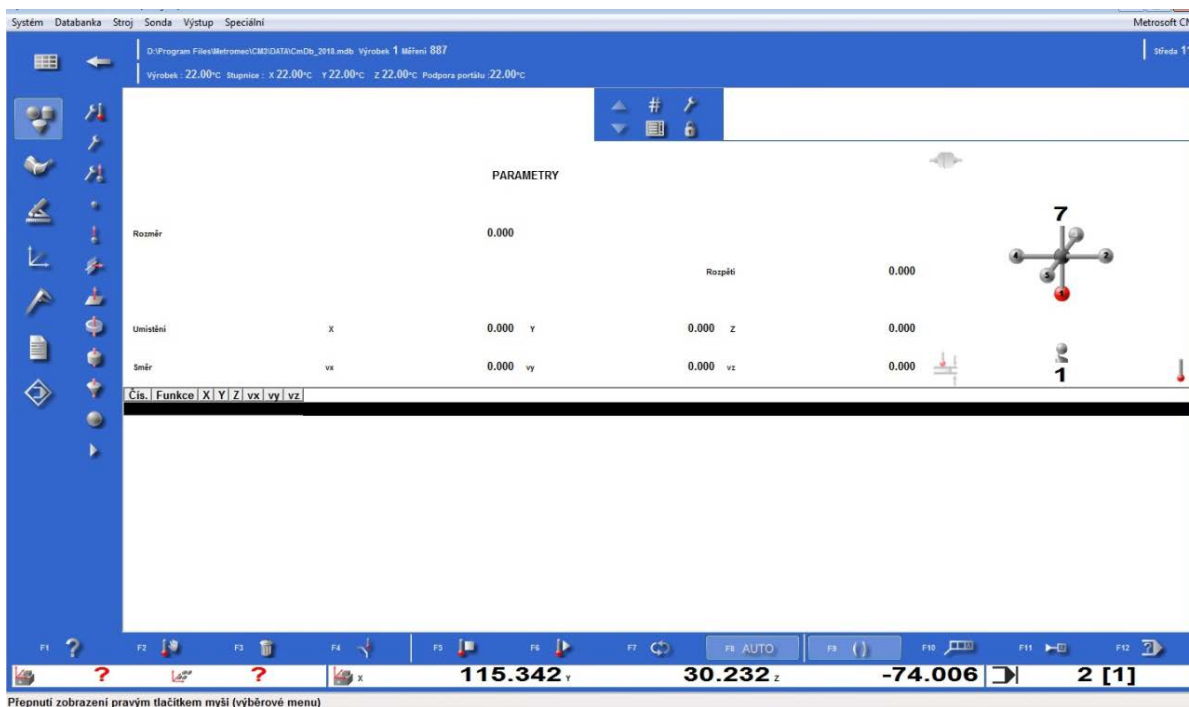 Systém Databanka Stroj Sonda Výstup Speciální Metrosoft CM
D:\Program Files\Metromec\CM3\DATA\CmDb_2018.mdb Výrobek 1 Měření 887 Středa 11
Výrobek : 22.00°C Stupnice : X 22.00°C Y 22.00°C Z 22.00°C Podpora portálu :22.00°C
#
PARAMETRY
7
Rozměr 0.000
4 2
Rozpětí 0.000
5
1
Umístění X 0.000 Y 0.000 Z 0.000
Směr vx 0.000 vy 0.000 vz 0.000
1
Čís. Funkce X Y Z vx vy vz
F1 ? F2 F3 F4 F5 F6 F7 F8 AUTO F9 ( ) F10 F11 F12
? ? X 115.342 Y 30.232 Z -74.006 2 [1]
Přepnutí zobrazení pravým tlačítkem myši (výběrové menu)